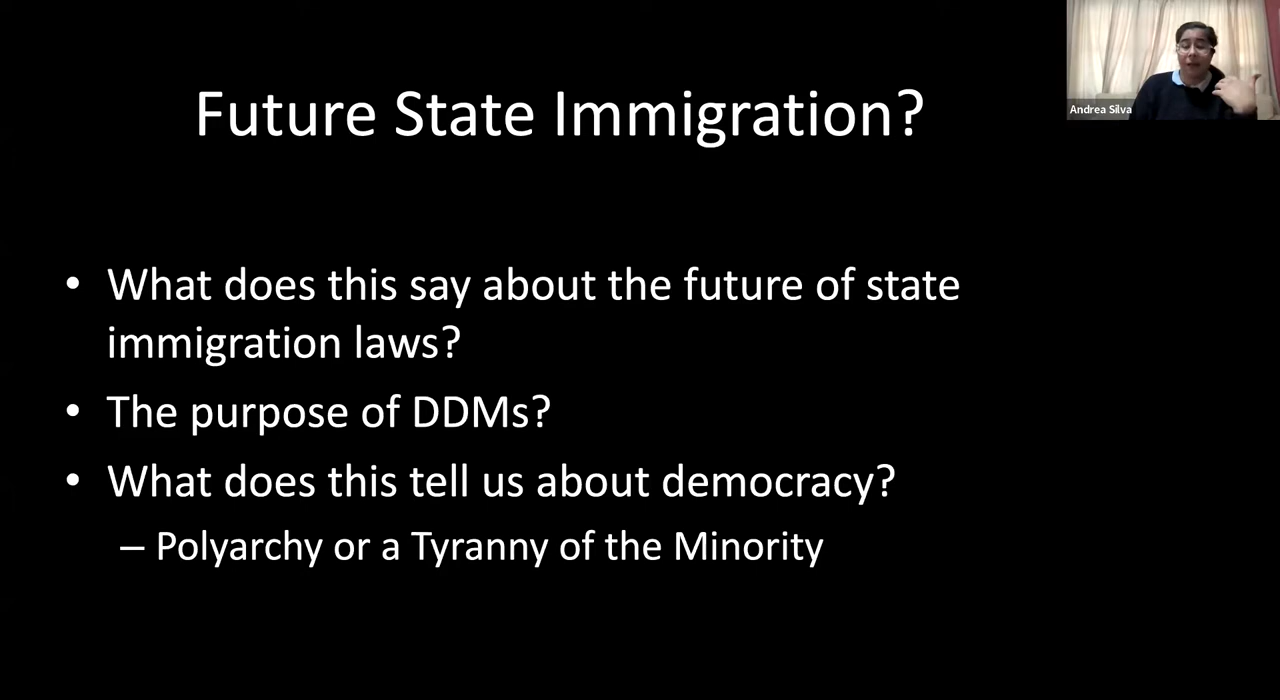 Future State Immigration?
Andrea Silva
• What does this say about the future of state
immigration laws?
• The purpose of DDMs?
• What does this tell us about democracy?
– Polyarchy or a Tyranny of the Minority